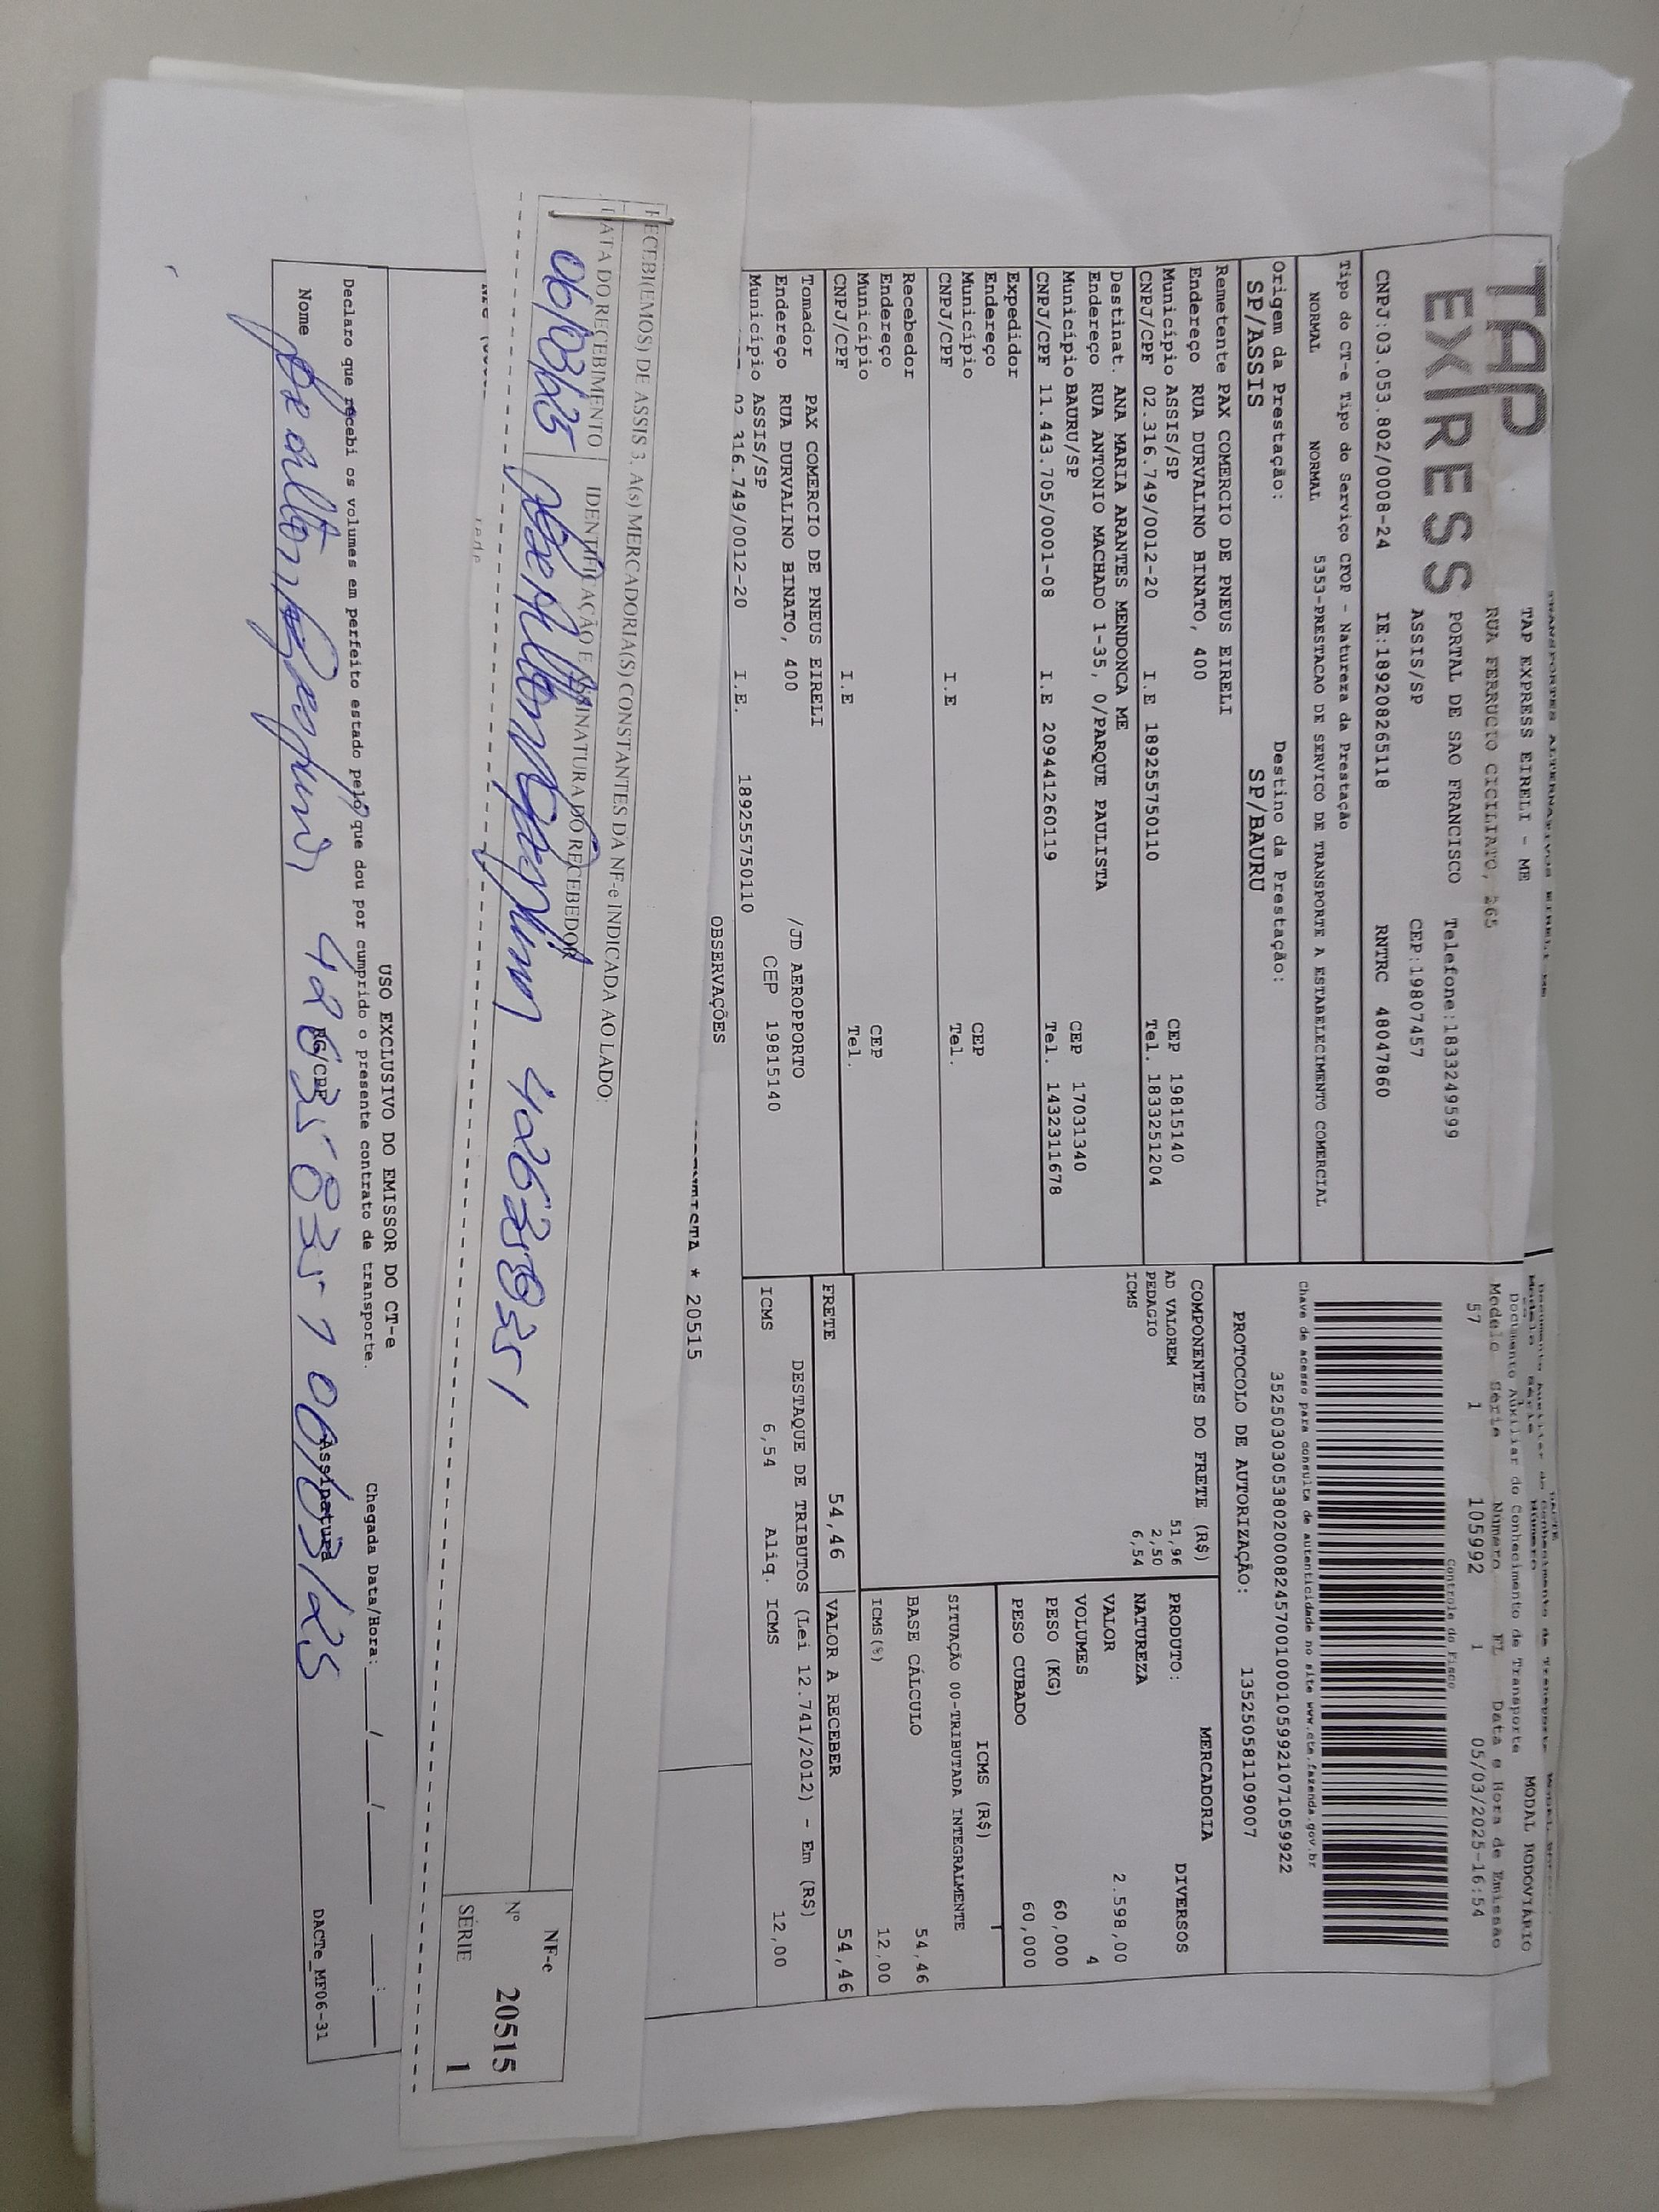 TAP EXPRESS
TAP EXPRESS EIRELI - ME
RUA FERRUCIO CICILIATO, 265
PORTAL DE SAO FRANCISCO Telefone:1833249599
ASSIS/SP CEP:19807457
CNPJ:03.053.802/0008-24 IE:189208265118 RNTRC 48047860
Documento Auxiliar do Conhecimento de Transporte MODAL RODOVIÁRIO
Modelo Série Número FL Data e Hora de Emissão
57 1 105992 1 05/03/2025-16:54
Controle do Fisco
Chave de acesso para consulta de autenticidade no site www.cte.fazenda.gov.br
35250303053802000824570010001059921071059922
PROTOCOLO DE AUTORIZAÇÃO: 135250581109007
Tipo do CT-e Tipo do Serviço CFOP - Natureza da Prestação
NORMAL NORMAL 5353-PRESTACAO DE SERVICO DE TRANSPORTE A ESTABELECIMENTO COMERCIAL
Origem da Prestação: Destino da Prestação:
SP/ASSIS SP/BAURU
Remetente PAX COMERCIO DE PNEUS EIRELI
Endereço RUA DURVALINO BINATO, 400
Município ASSIS/SP CEP 19815140
CNPJ/CPF 02.316.749/0012-20 I.E 189255750110 Tel. 1833251204
Destinat. ANA MARIA ARANTES MENDONCA ME
Endereço RUA ANTONIO MACHADO 1-35, 0/PARQUE PAULISTA
Município BAURU/SP CEP 17031340
CNPJ/CPF 11.443.705/0001-08 I.E 209441260119 Tel. 1432311678
Expedidor
Endereço
Município CEP
CNPJ/CPF I.E Tel.
Recebedor
Endereço
Município CEP
CNPJ/CPF I.E Tel.
Tomador PAX COMERCIO DE PNEUS EIRELI
Endereço RUA DURVALINO BINATO, 400 /JD AEROPPORTO
Município ASSIS/SP CEP 19815140
02.316.749/0012-20 I.E. 189255750110
COMPONENTES DO FRETE (R$)
AD VALOREM 51,96
PEDAGIO 2,50
ICMS 6,54
MERCADORIA
PRODUTO: DIVERSOS
NATUREZA
VALOR 2.598,00
VOLUMES 4
PESO (KG) 60,000
PESO CUBADO 60,000
ICMS (R$)
SITUAÇÃO 00-TRIBUTADA INTEGRALMENTE
BASE CÁLCULO 54,46
ICMS(%) 12,00
FRETE 54,46 VALOR A RECEBER 54,46
DESTAQUE DE TRIBUTOS (Lei 12.741/2012) - Em (R$)
ICMS 6,54 Aliq. ICMS 12,00
OBSERVAÇÕES
* 20515
RECEBI(EMOS) DE ASSIS 3, A(s) MERCADORIA(S) CONSTANTES DA NF-e INDICADA AO LADO:
DATA DO RECEBIMENTO IDENTIFICAÇÃO E ASSINATURA DO RECEBEDOR
06/03/25
NF-e
Nº 20515
SÉRIE 1
USO EXCLUSIVO DO EMISSOR DO CT-e
Declaro que recebi os volumes em perfeito estado pelo que dou por cumprido o presente contrato de transporte. Chegada Data/Hora: ____/____/____ ____:____
Nome RG/CPF Assinatura
06/03/25
DACTe_MF06-31